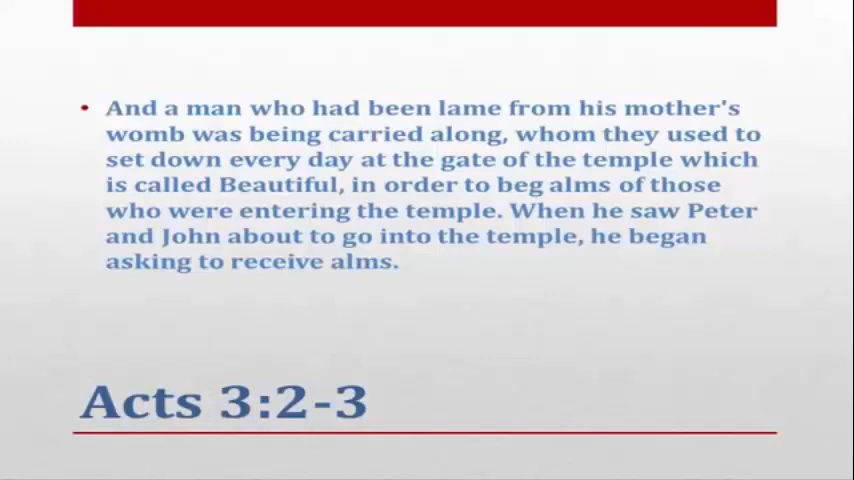 • And a man who had been lame from his mother's
womb was being carried along, whom they used to
set down every day at the gate of the temple which
is called Beautiful, in order to beg alms of those
who were entering the temple. When he saw Peter
and John about to go into the temple, he began
asking to receive alms.
Acts 3:2-3